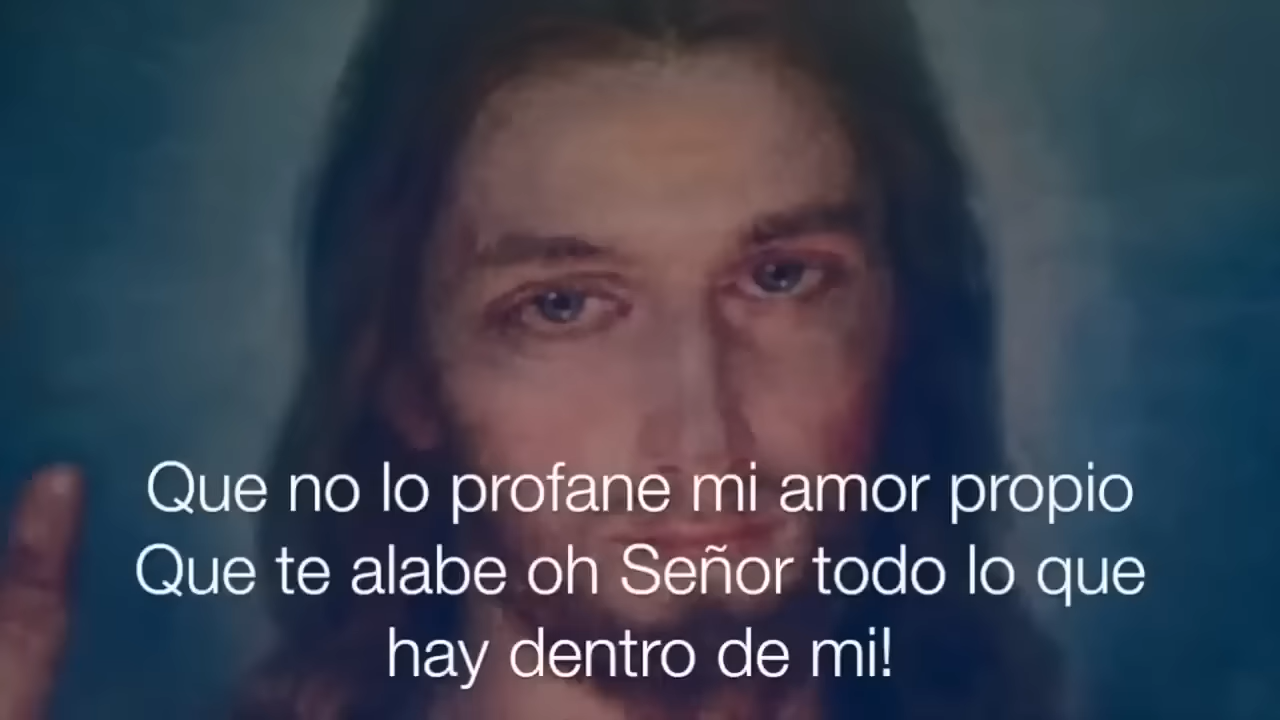 Que no lo profane mi amor propio
Que te alabe oh Señor todo lo que
hay dentro de mi!